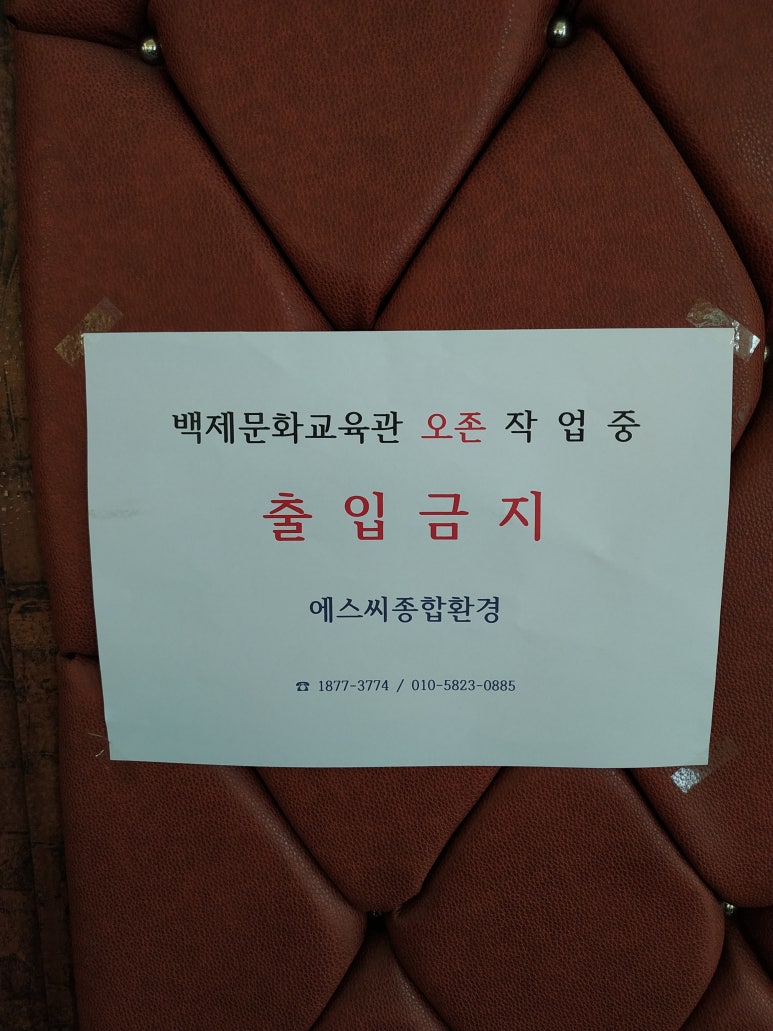 백제문화교육관 오존 작 업 중
출 입 금 지
에스씨종합환경
☎ 1877-3774 / 010-5823-0885